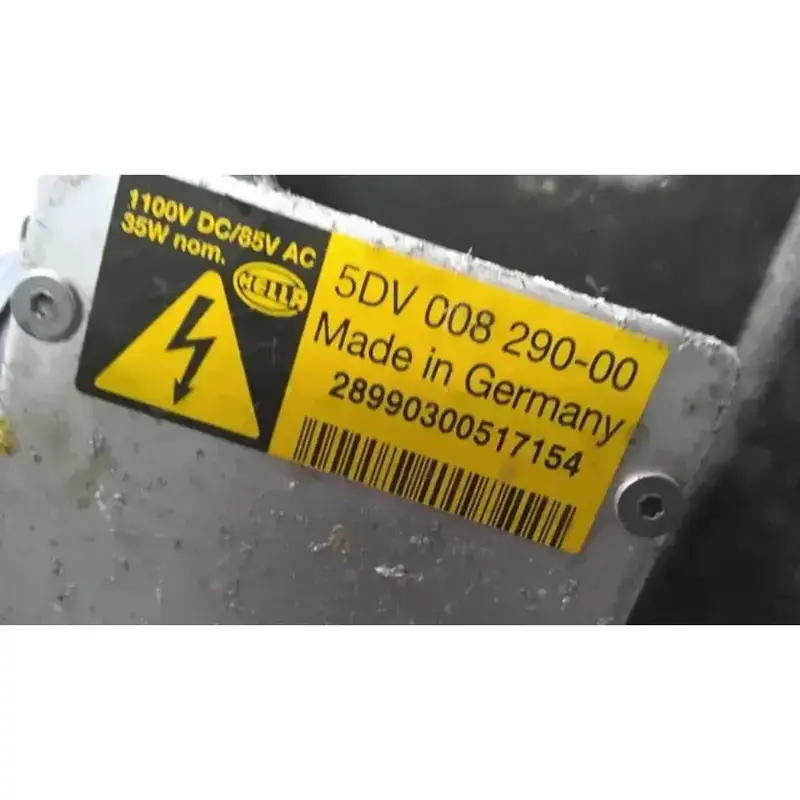 1100V DC/85V AC
35W nom.
HELLA
5DV 008 290-00
Made in Germany
28990300517154